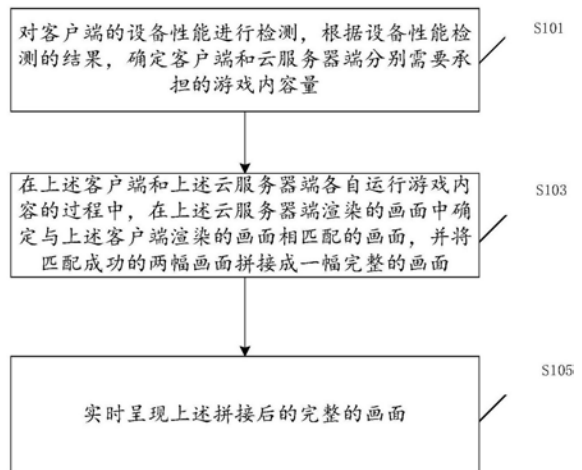 对客户端的设备性能进行检测，根据设备性能检
测的结果，确定客户端和云服务器端分别需要承
担的游戏内容量
S101
在上述客户端和上述云服务器端各自运行游戏内
容的过程中，在上述云服务器端渲染的画面中确
定与上述客户端渲染的画面相匹配的画面，并将
匹配成功的两幅画面拼接成一幅完整的画面
S103
实时呈现上述拼接后的完整的画面
S105